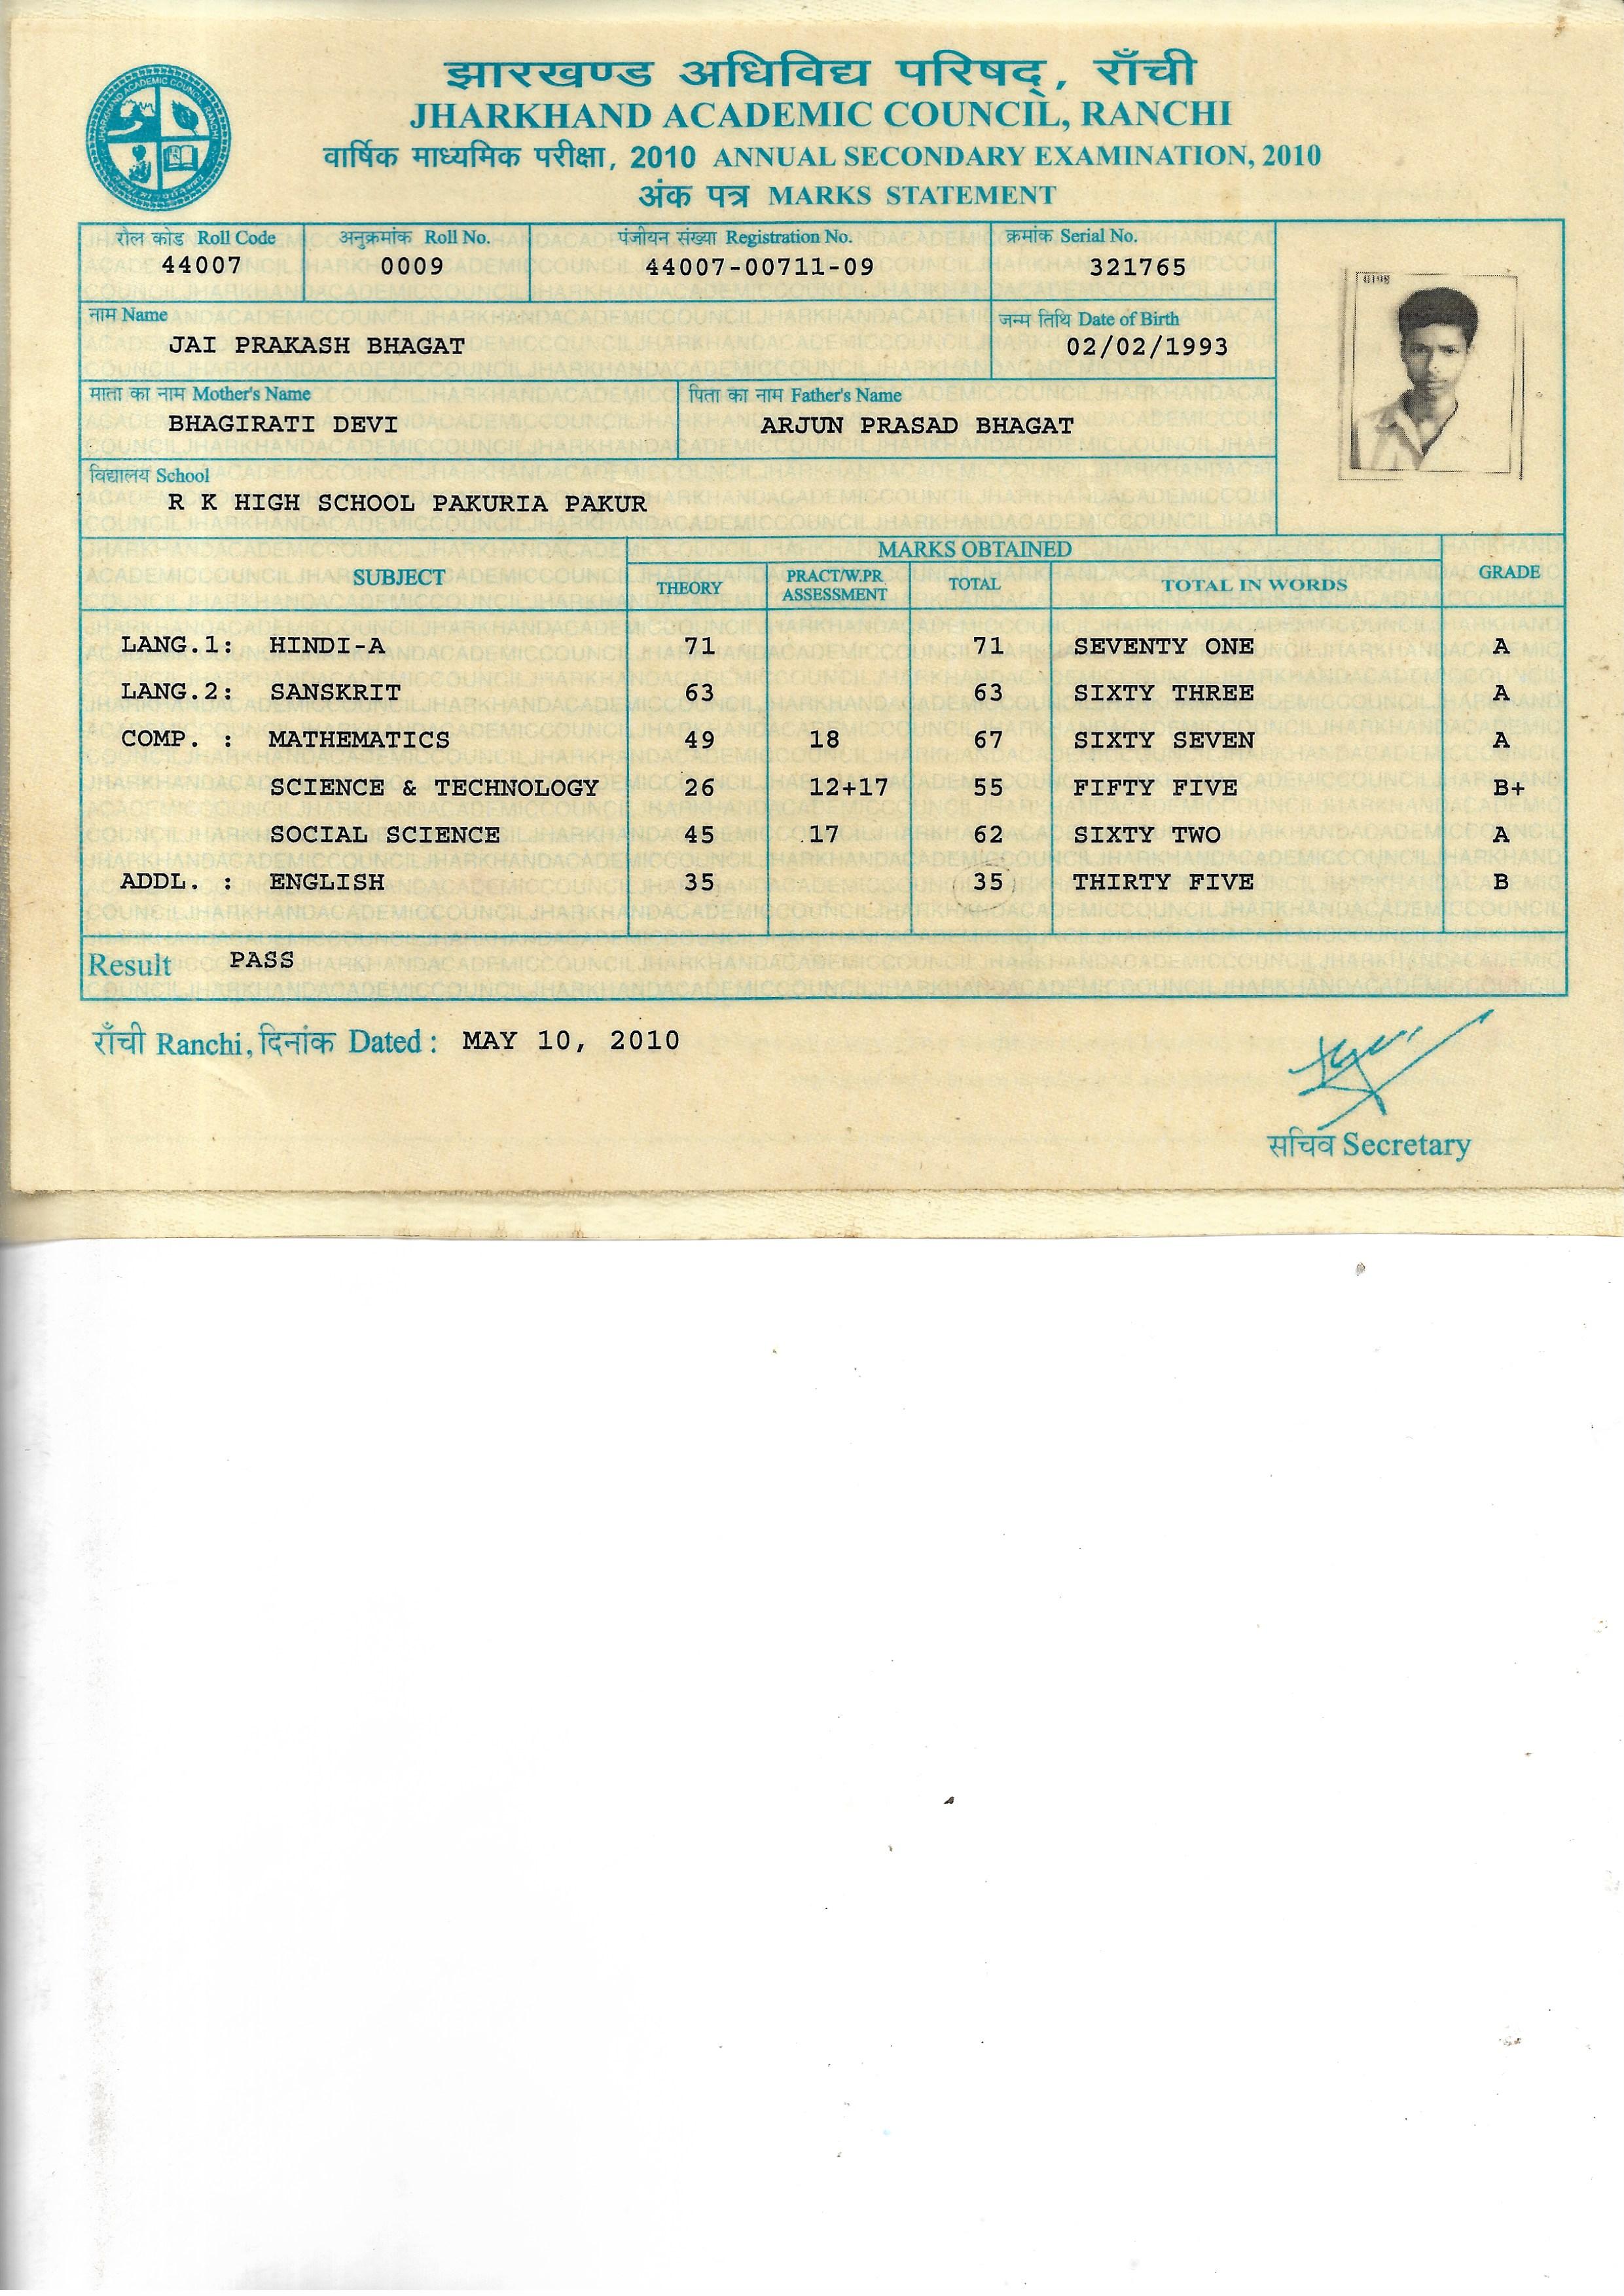 झारखण्ड अधिविद्य परिषद्, राँची
JHARKHAND ACADEMIC COUNCIL, RANCHI
वार्षिक माध्यमिक परीक्षा, 2010 ANNUAL SECONDARY EXAMINATION, 2010
अंक पत्र MARKS STATEMENT
रौल कोड Roll Code अनुक्रमांक Roll No. पंजीयन संख्या Registration No. क्रमांक Serial No.
44007 0009 44007-00711-09 321765
नाम Name जन्म तिथि Date of Birth
JAI PRAKASH BHAGAT 02/02/1993
माता का नाम Mother's Name पिता का नाम Father's Name
BHAGIRATI DEVI ARJUN PRASAD BHAGAT
विद्यालय School
R K HIGH SCHOOL PAKURIA PAKUR
MARKS OBTAINED
SUBJECT THEORY PRACT/W.PR ASSESSMENT TOTAL TOTAL IN WORDS GRADE
LANG.1: HINDI-A 71 71 SEVENTY ONE A
LANG.2: SANSKRIT 63 63 SIXTY THREE A
COMP. : MATHEMATICS 49 18 67 SIXTY SEVEN A
SCIENCE & TECHNOLOGY 26 12+17 55 FIFTY FIVE B+
SOCIAL SCIENCE 45 17 62 SIXTY TWO A
ADDL. : ENGLISH 35 35 THIRTY FIVE B
Result PASS
राँची Ranchi, दिनांक Dated : MAY 10, 2010
सचिव Secretary